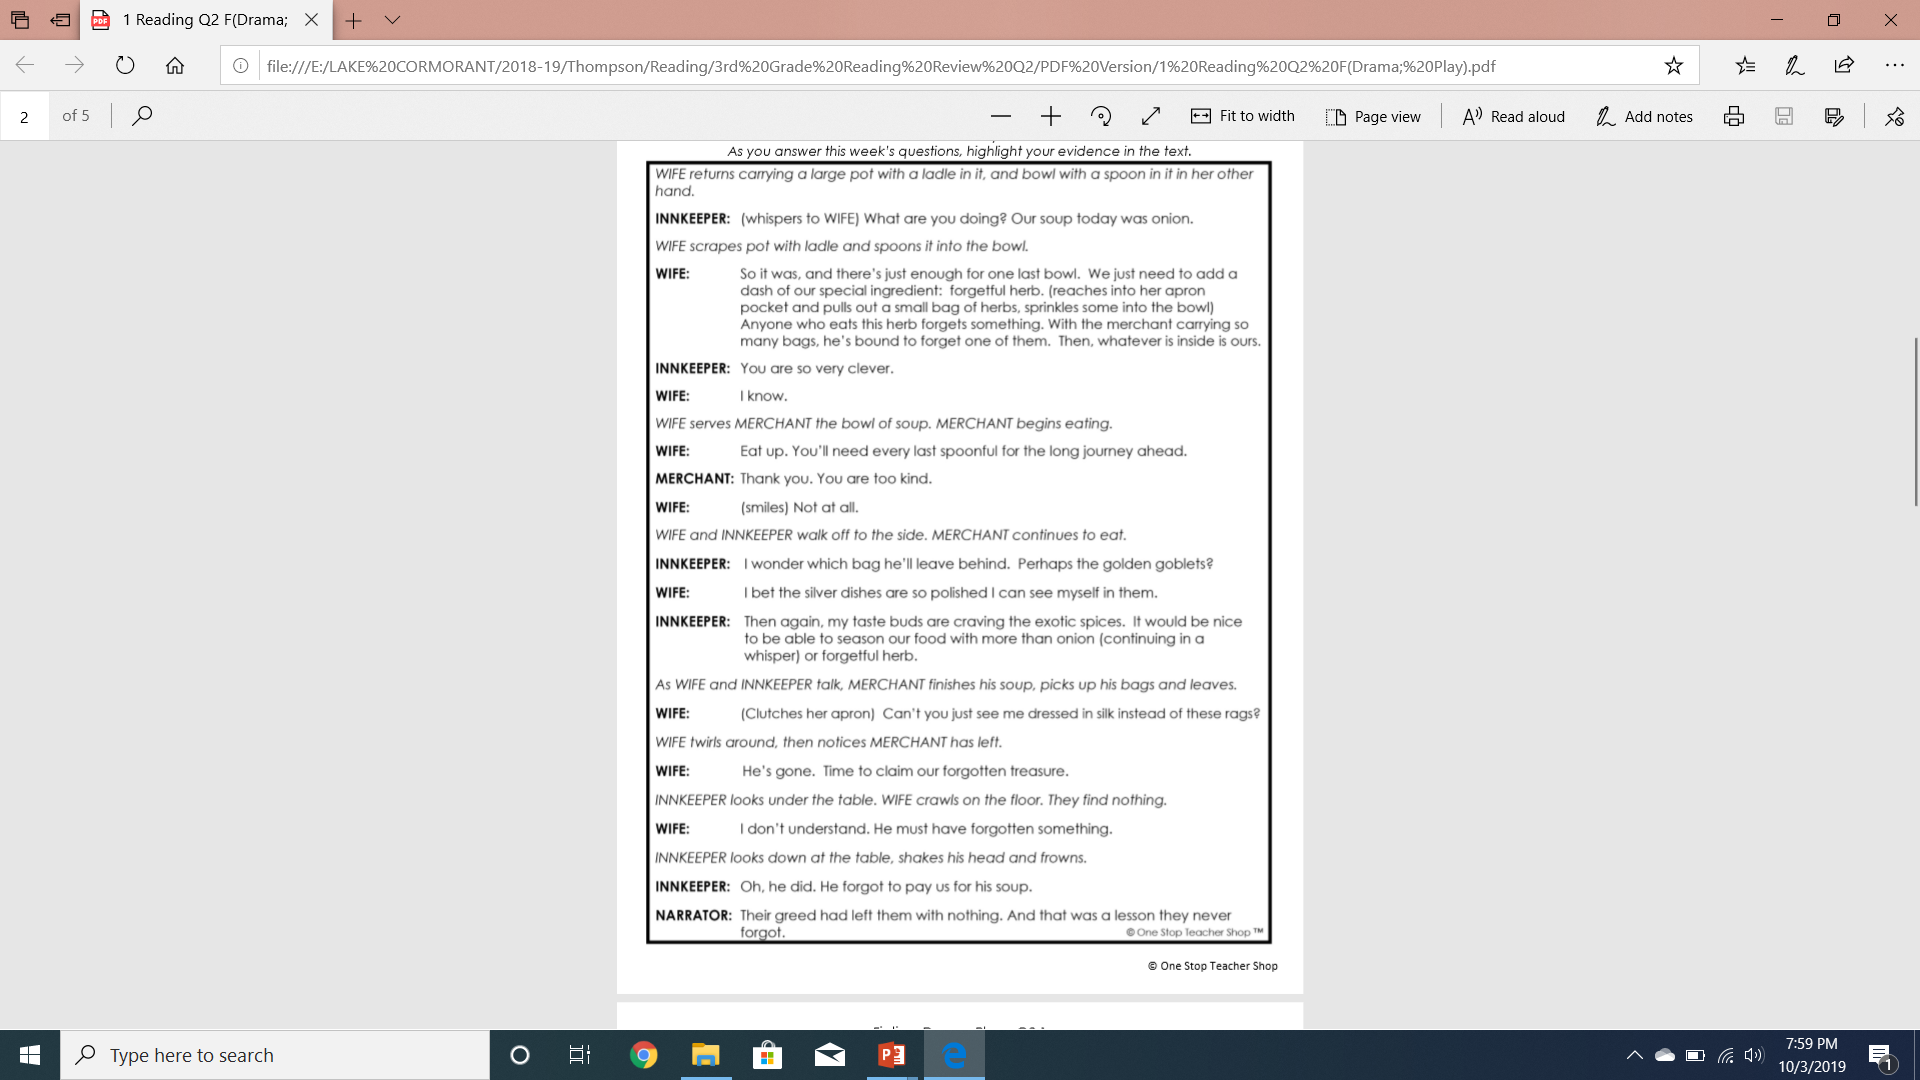 1 Reading Q2 F(Drama;
file:///E:/LAKE%20CORMORANT/2018-19/Thompson/Reading/3rd%20Grade%20Reading%20Review%20Q2/PDF%20Version/1%20Reading%20Q2%20F(Drama;%20Play).pdf
2 of 5 Fit to width Page view Read aloud Add notes
As you answer this week's questions, highlight your evidence in the text.
WIFE returns carrying a large pot with a ladle in it, and bowl with a spoon in it in her other
hand.
INNKEEPER: (whispers to WIFE) What are you doing? Our soup today was onion.
WIFE scrapes pot with ladle and spoons it into the bowl.
WIFE: So it was, and there's just enough for one last bowl. We just need to add a
dash of our special ingredient: forgetful herb. (reaches into her apron
pocket and pulls out a small bag of herbs, sprinkles some into the bowl)
Anyone who eats this herb forgets something. With the merchant carrying so
many bags, he's bound to forget one of them. Then, whatever is inside is ours.
INNKEEPER: You are so very clever.
WIFE: I know.
WIFE serves MERCHANT the bowl of soup. MERCHANT begins eating.
WIFE: Eat up. You'll need every last spoonful for the long journey ahead.
MERCHANT: Thank you. You are too kind.
WIFE: (smiles) Not at all.
WIFE and INNKEEPER walk off to the side. MERCHANT continues to eat.
INNKEEPER: I wonder which bag he'll leave behind. Perhaps the golden goblets?
WIFE: I bet the silver dishes are so polished I can see myself in them.
INNKEEPER: Then again, my taste buds are craving the exotic spices. It would be nice
to be able to season our food with more than onion (continuing in a
whisper) or forgetful herb.
As WIFE and INNKEEPER talk, MERCHANT finishes his soup, picks up his bags and leaves.
WIFE: (Clutches her apron) Can't you just see me dressed in silk instead of these rags?
WIFE twirls around, then notices MERCHANT has left.
WIFE: He's gone. Time to claim our forgotten treasure.
INNKEEPER looks under the table. WIFE crawls on the floor. They find nothing.
WIFE: I don't understand. He must have forgotten something.
INNKEEPER looks down at the table, shakes his head and frowns.
INNKEEPER: Oh, he did. He forgot to pay us for his soup.
NARRATOR: Their greed had left them with nothing. And that was a lesson they never
forgot.
© One Stop Teacher Shop ™
© One Stop Teacher Shop
Type here to search
7:59 PM
10/3/2019
1